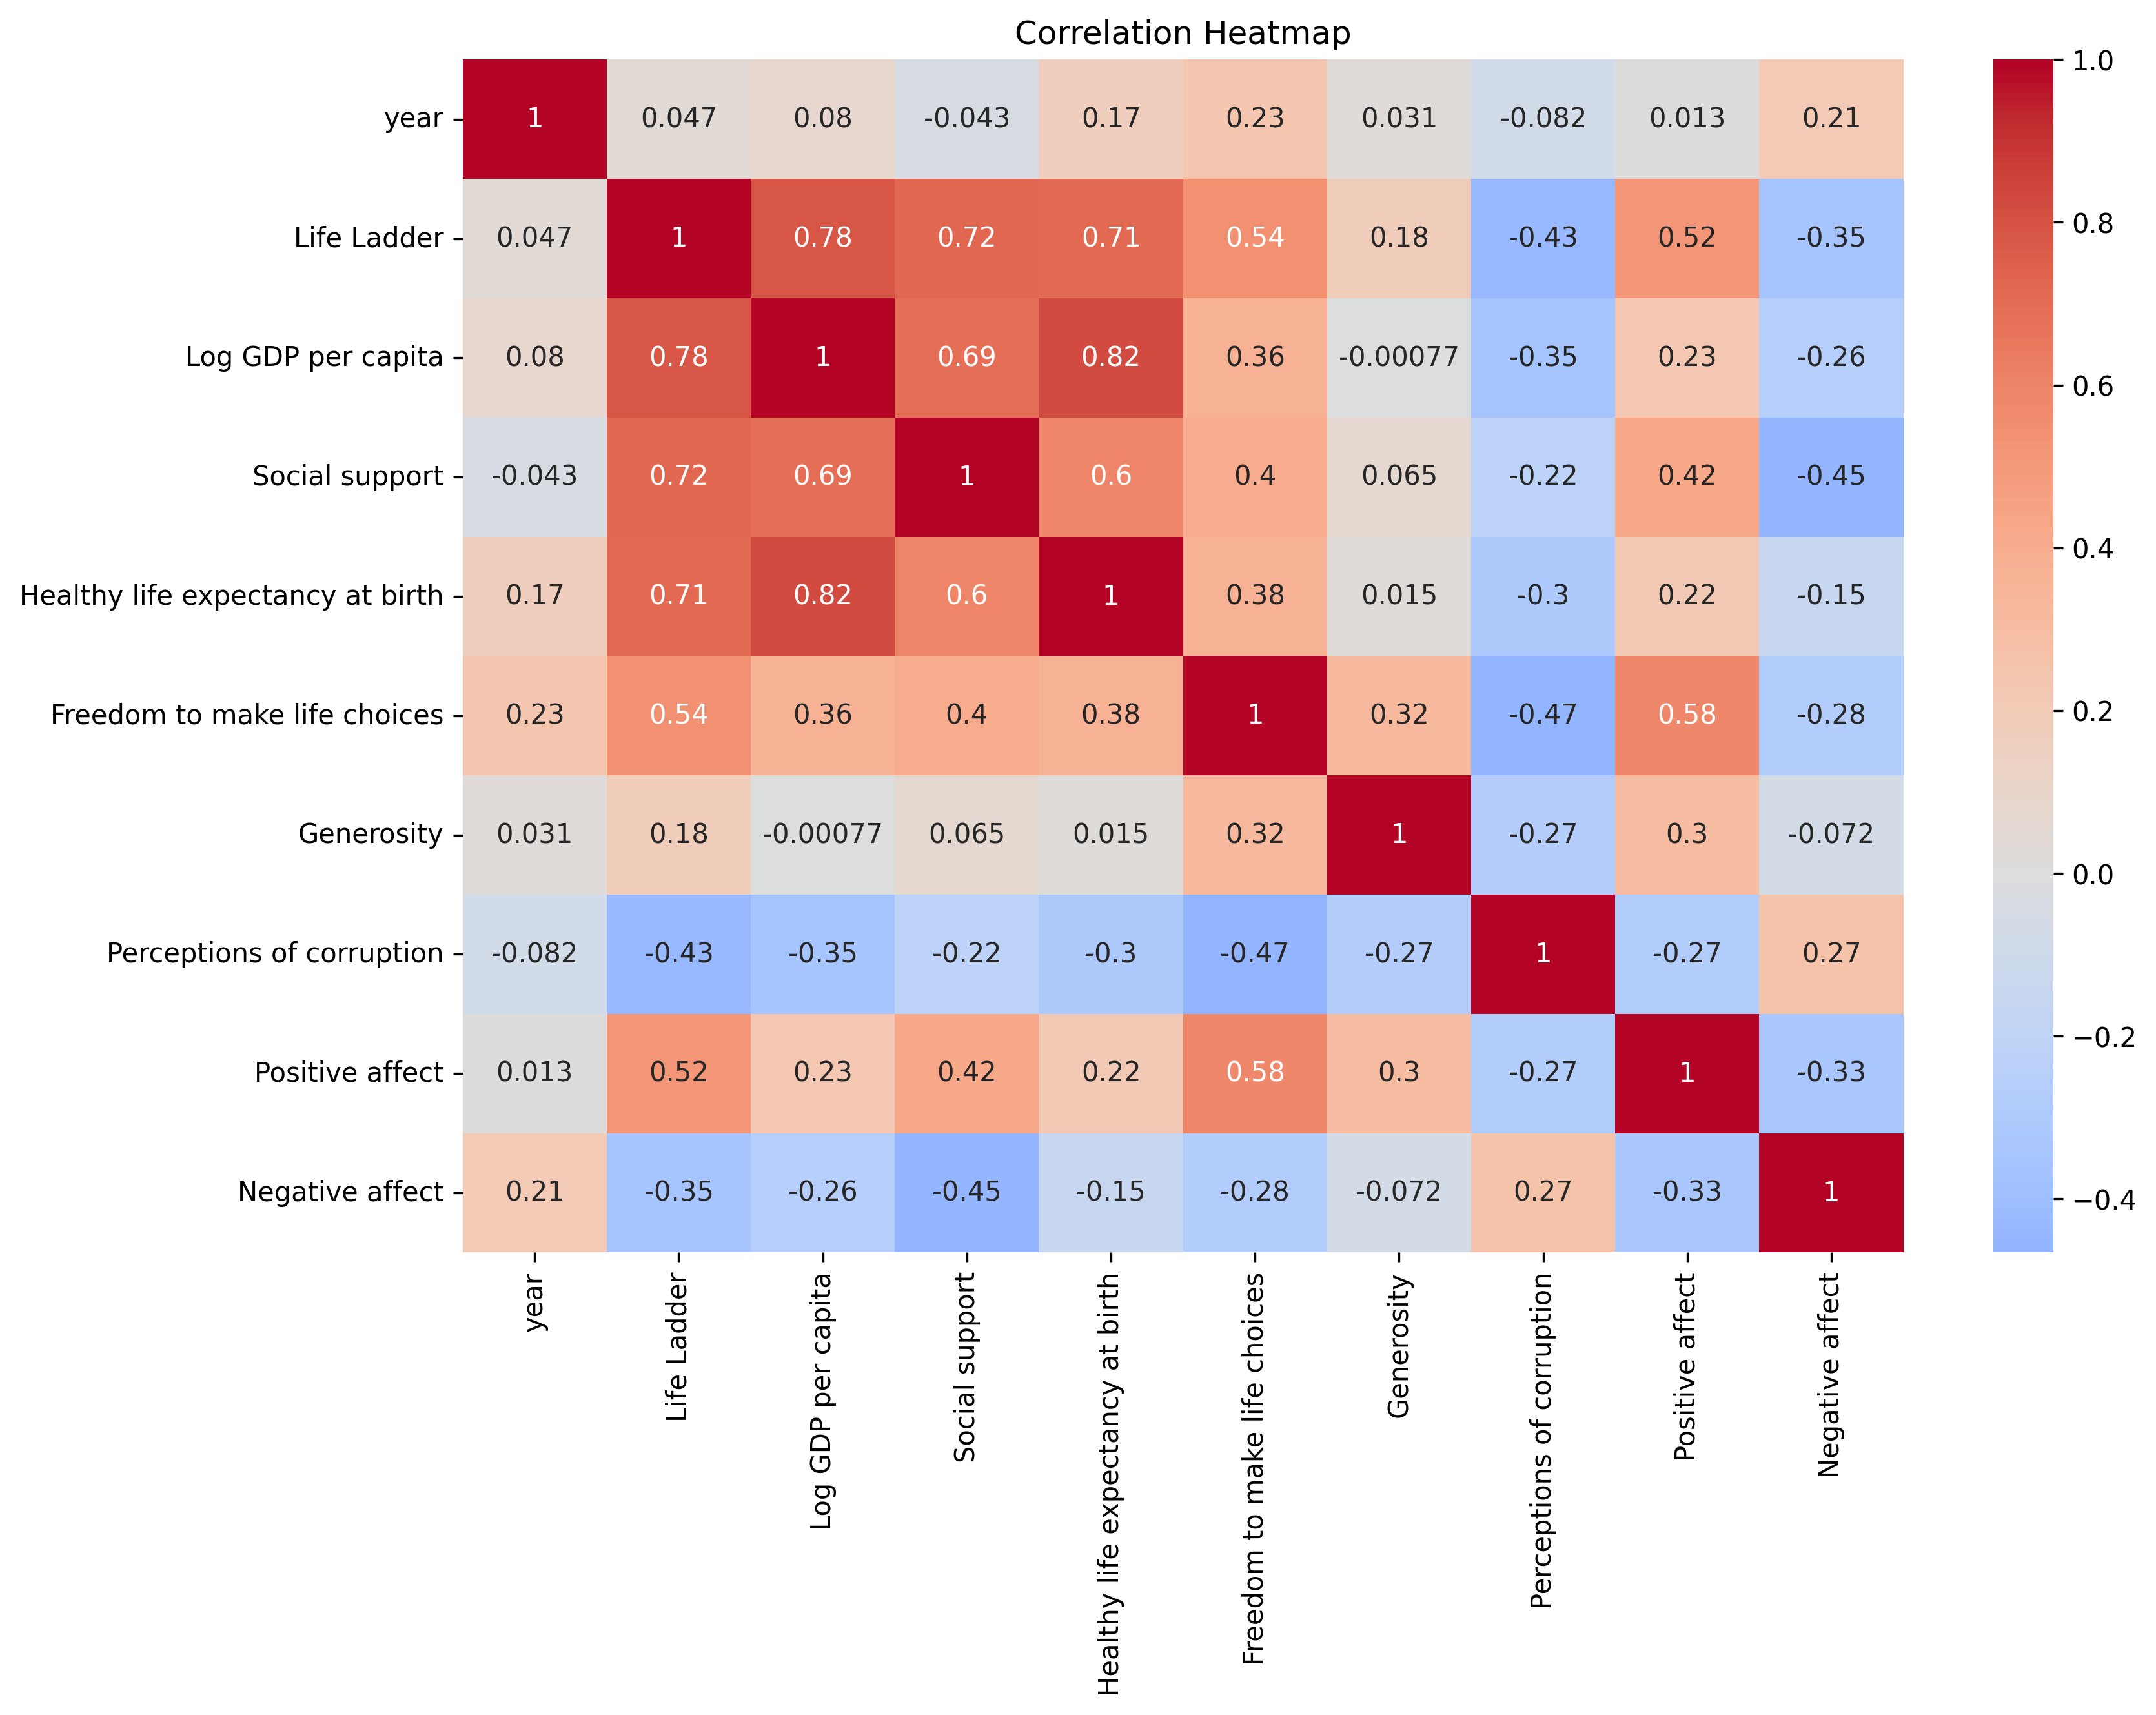 Correlation Heatmap
year 1 0.047 0.08 -0.043 0.17 0.23 0.031 -0.082 0.013 0.21
Life Ladder 0.047 1 0.78 0.72 0.71 0.54 0.18 -0.43 0.52 -0.35
Log GDP per capita 0.08 0.78 1 0.69 0.82 0.36 -0.00077 -0.35 0.23 -0.26
Social support -0.043 0.72 0.69 1 0.6 0.4 0.065 -0.22 0.42 -0.45
Healthy life expectancy at birth 0.17 0.71 0.82 0.6 1 0.38 0.015 -0.3 0.22 -0.15
Freedom to make life choices 0.23 0.54 0.36 0.4 0.38 1 0.32 -0.47 0.58 -0.28
Generosity 0.031 0.18 -0.00077 0.065 0.015 0.32 1 -0.27 0.3 -0.072
Perceptions of corruption -0.082 -0.43 -0.35 -0.22 -0.3 -0.47 -0.27 1 -0.27 0.27
Positive affect 0.013 0.52 0.23 0.42 0.22 0.58 0.3 -0.27 1 -0.33
Negative affect 0.21 -0.35 -0.26 -0.45 -0.15 -0.28 -0.072 0.27 -0.33 1
year
Life Ladder
Log GDP per capita
Social support
Healthy life expectancy at birth
Freedom to make life choices
Generosity
Perceptions of corruption
Positive affect
Negative affect
1.0
0.8
0.6
0.4
0.2
0.0
−0.2
−0.4